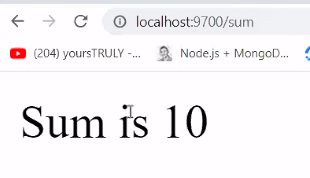 localhost:9700/sum
(204) yoursTRULY -...
Node.js + MongoD...
Sum is 10